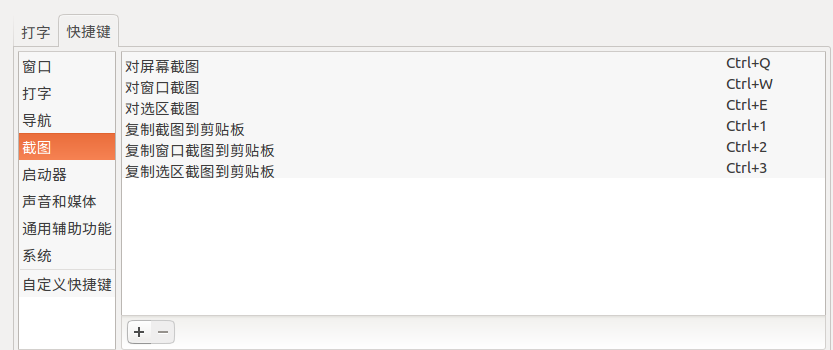 打字 快捷键
窗口
打字
导航
截图
启动器
声音和媒体
通用辅助功能
系统
自定义快捷键
对屏幕截图 Ctrl+Q
对窗口截图 Ctrl+W
对选区截图 Ctrl+E
复制截图到剪贴板 Ctrl+1
复制窗口截图到剪贴板 Ctrl+2
复制选区截图到剪贴板 Ctrl+3